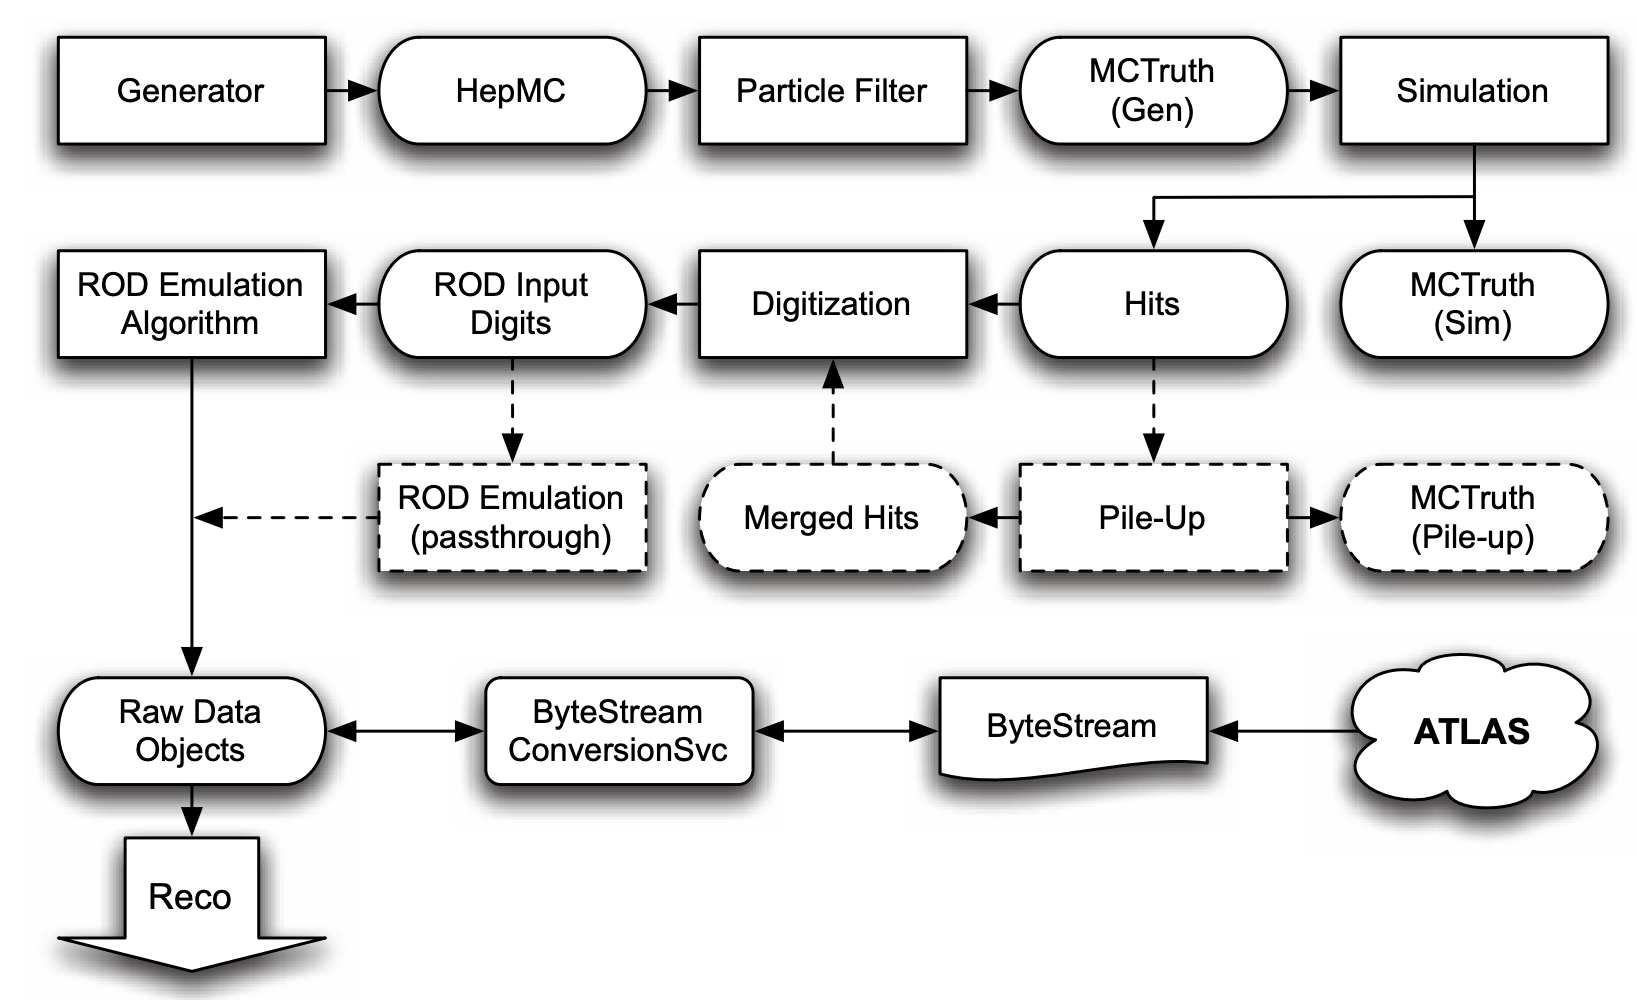 Generator
HepMC
Particle Filter
MCTruth
(Gen)
Simulation
ROD Emulation
Algorithm
ROD Input
Digits
Digitization
Hits
MCTruth
(Sim)
ROD Emulation
(passthrough)
Merged Hits
Pile-Up
MCTruth
(Pile-up)
Raw Data
Objects
ByteStream
ConversionSvc
ByteStream
ATLAS
Reco